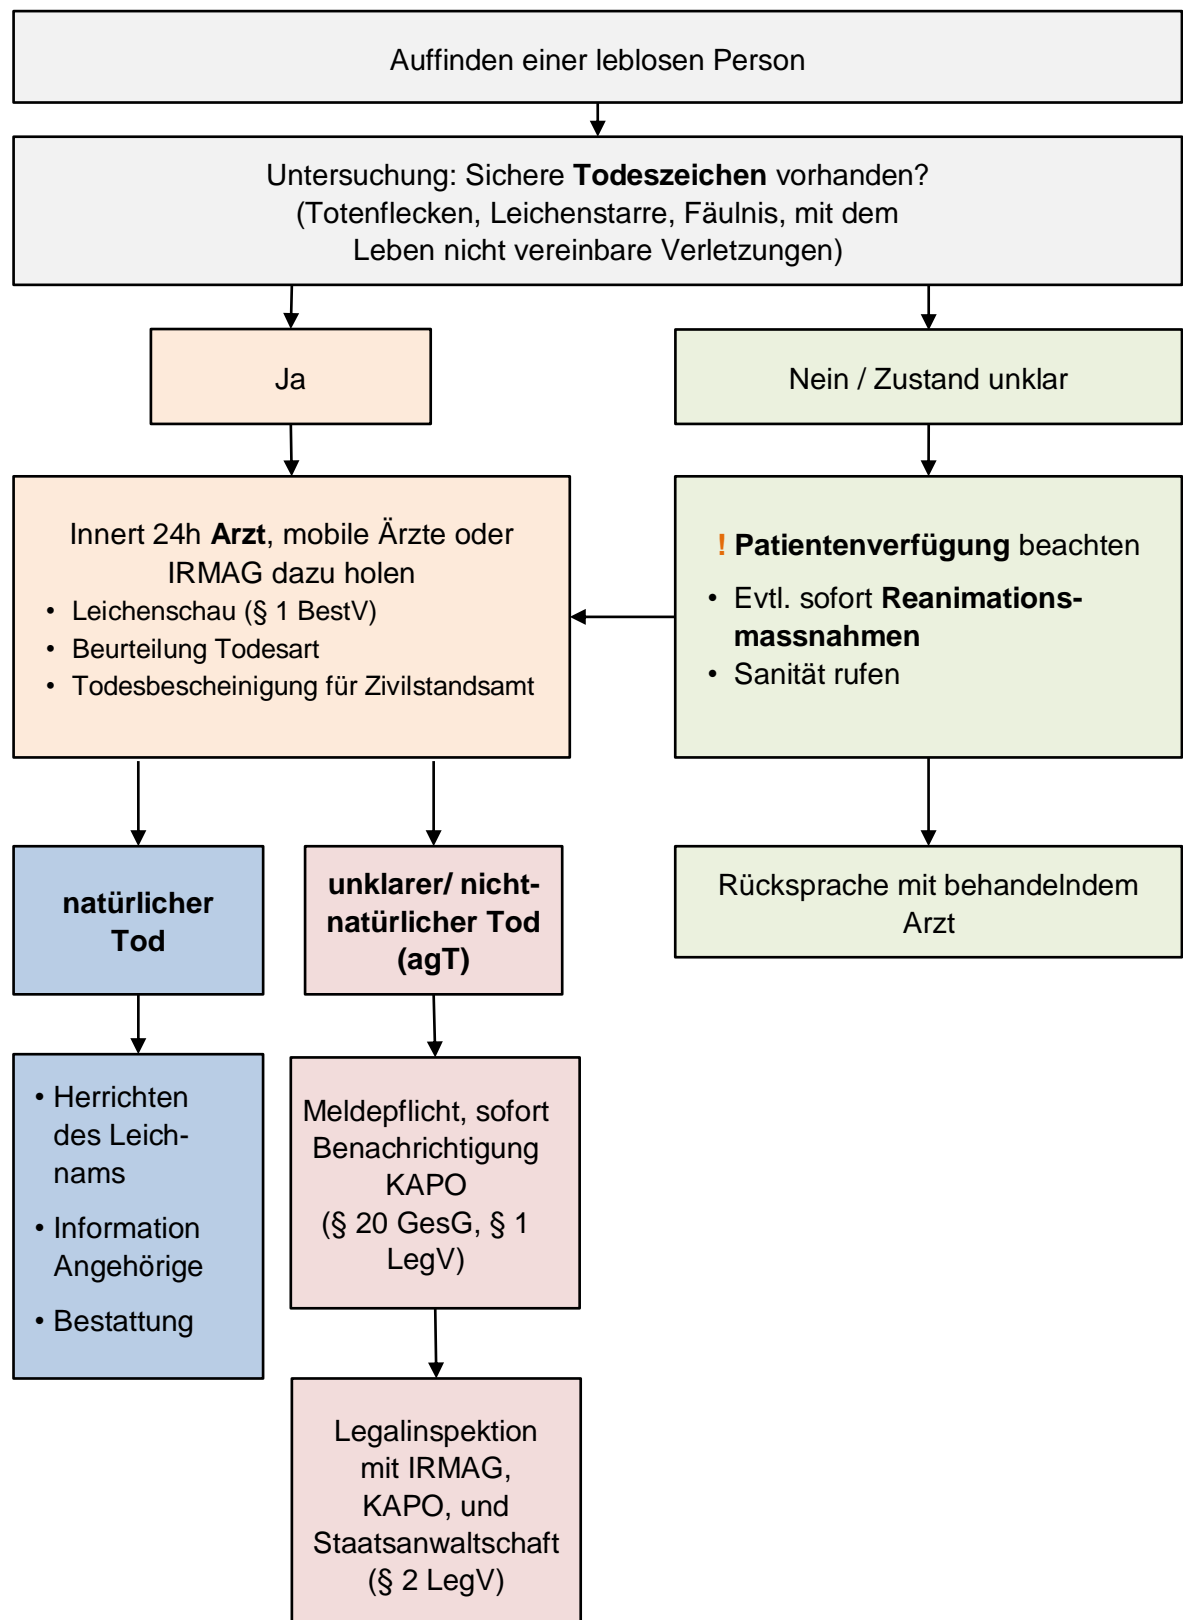 Auffinden einer leblosen Person
Untersuchung: Sichere Todeszeichen vorhanden?
(Totenflecken, Leichenstarre, Fäulnis, mit dem
Leben nicht vereinbare Verletzungen)
Ja
Nein / Zustand unklar
Innert 24h Arzt, mobile Ärzte oder
IRMAG dazu holen
• Leichenschau (§ 1 BestV)
• Beurteilung Todesart
• Todesbescheinigung für Zivilstandsamt
! Patientenverfügung beachten
• Evtl. sofort Reanimations-
massnahmen
• Sanität rufen
natürlicher
Tod
unklarer/ nicht-
natürlicher Tod
(agT)
Rücksprache mit behandelndem
Arzt
• Herrichten
des Leich-
nams
• Information
Angehörige
• Bestattung
Meldepflicht, sofort
Benachrichtigung
KAPO
(§ 20 GesG, § 1
LegV)
Legalinspektion
mit IRMAG,
KAPO, und
Staatsanwaltschaft
(§ 2 LegV)